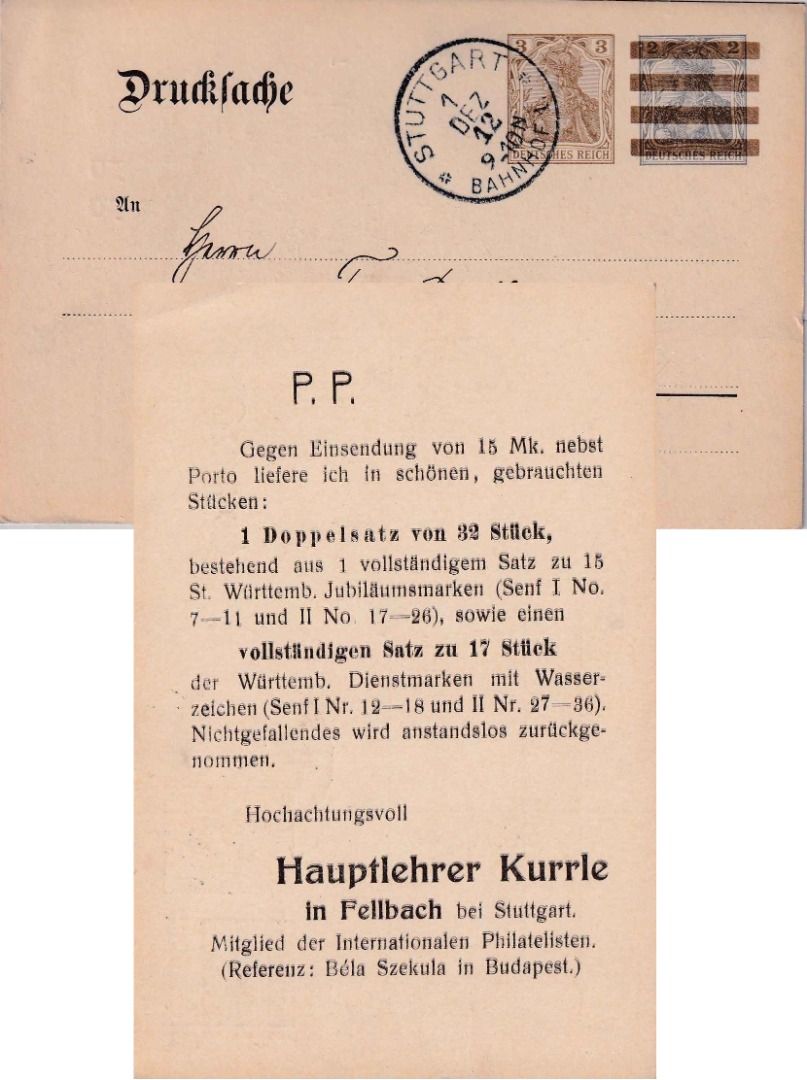 Drucksache
STUTTGART
1
DEZ
12
9-10N
BAHNHOF 1
3 3
DEUTSCHES REICH
2 2
DEUTSCHES REICH
An
Herrn
P. P.
Gegen Einsendung von 15 Mk. nebst
Porto liefere ich in schönen, gebrauchten
Stücken:
1 Doppelsatz von 32 Stück,
bestehend aus 1 vollständigem Satz zu 15
St. Württemb. Jubiläumsmarken (Senf I No.
7—11 und II No. 17—26), sowie einen
vollständigen Satz zu 17 Stück
der Württemb. Dienstmarken mit Wasser-
zeichen (Senf I Nr. 12—18 und II Nr. 27—36).
Nichtgefallendes wird anstandslos zurückge-
nommen.
Hochachtungsvoll
Hauptlehrer Kurrle
in Fellbach bei Stuttgart.
Mitglied der Internationalen Philatelisten.
(Referenz: Béla Szekula in Budapest.)